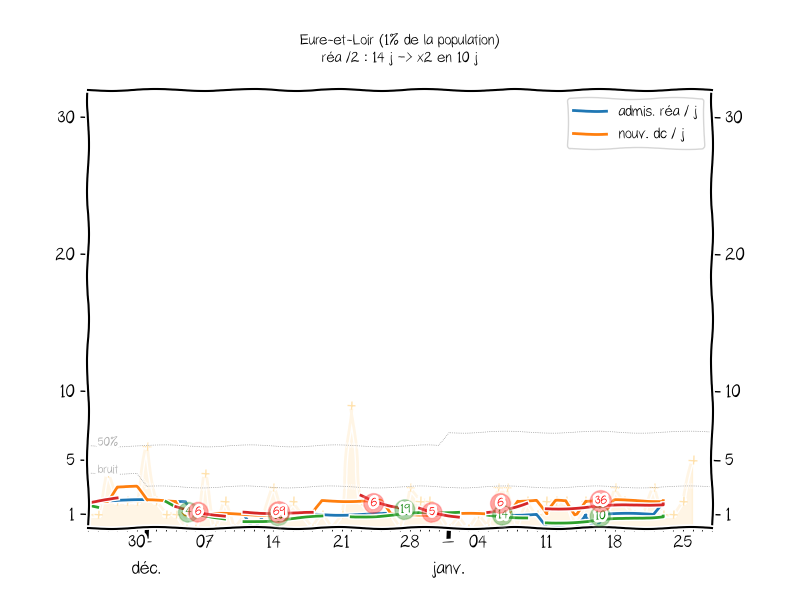 Eure-et-Loir (1% de la population)
réa /2 : 14 j -> x2 en 10 j
admis. réa / j
nouv. dc / j
30 30
20 20
10 10
50%
5 5
bruit
6 6 36
6 69 19 5 14 10
1 1
30 07 14 21 28 04 11 18 25
déc. janv.